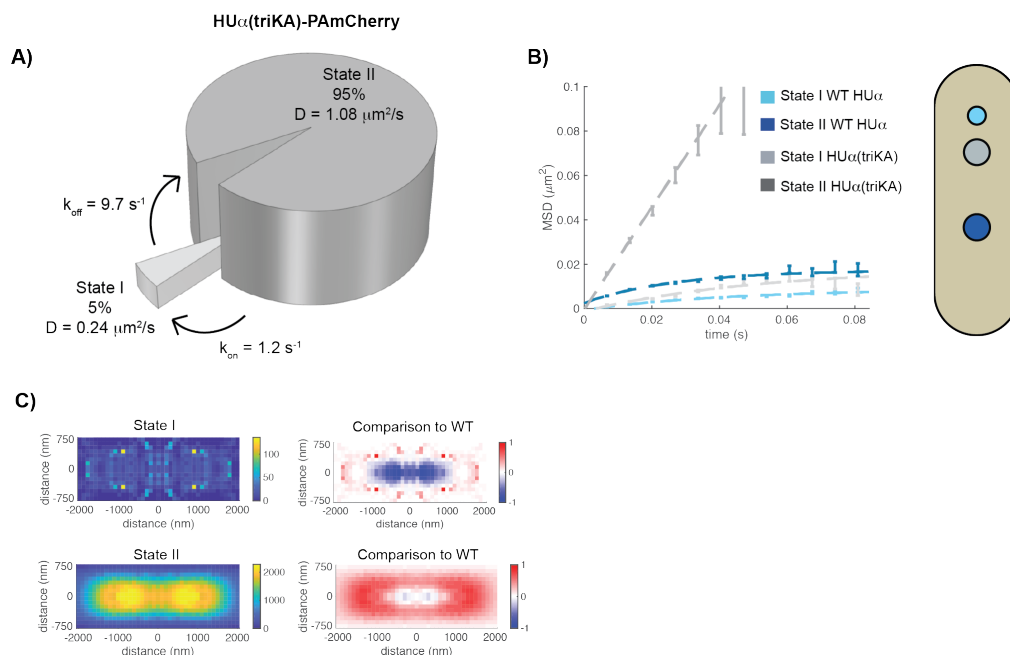 HUα(triKA)-PAmCherry
A)
State II
95%
D = 1.08 μm²/s
k_off = 9.7 s⁻¹
State I
5%
D = 0.24 μm²/s
k_on = 1.2 s⁻¹
B)
0.1
0.08
0.06
0.04
0.02
0
MSD (μm²)
0 0.02 0.04 0.06 0.08
time (s)
State I WT HUα
State II WT HUα
State I HUα(triKA)
State II HUα(triKA)
C)
State I
distance (nm)
750
0
-750
-2000 -1000 0 1000 2000
distance (nm)
100
50
0
Comparison to WT
distance (nm)
750
0
-750
-2000 -1000 0 1000 2000
distance (nm)
1
0
-1
State II
distance (nm)
750
0
-750
-2000 -1000 0 1000 2000
distance (nm)
2000
1000
0
Comparison to WT
distance (nm)
750
0
-750
-2000 -1000 0 1000 2000
distance (nm)
1
0
-1